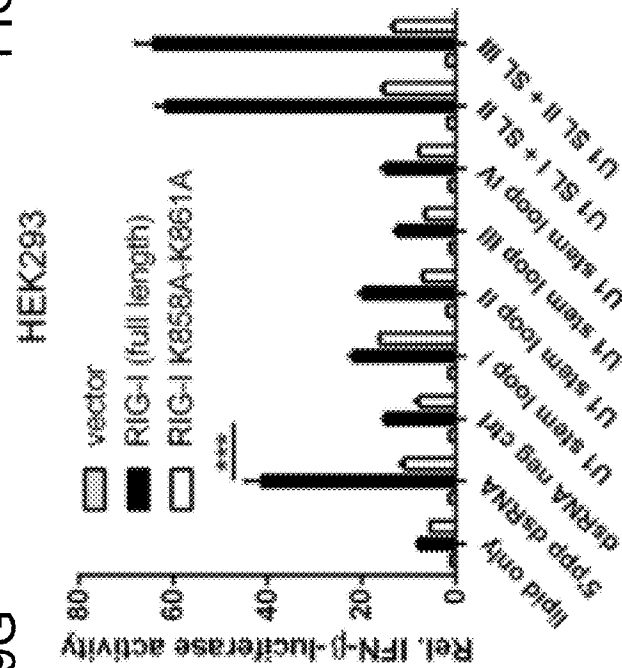 9G
HEK293
vector
RIG-I (full length)
RIG-I K858A-K861A
***
Rel. IFN-β-luciferase activity
80
60
40
20
0
lipid only
5'ppp dsRNA
dsRNA neg ctrl
U1 stem loop I
U1 stem loop II
U1 stem loop III
U1 stem loop IV
U1 SL I + SL II
U1 SL II + SL III